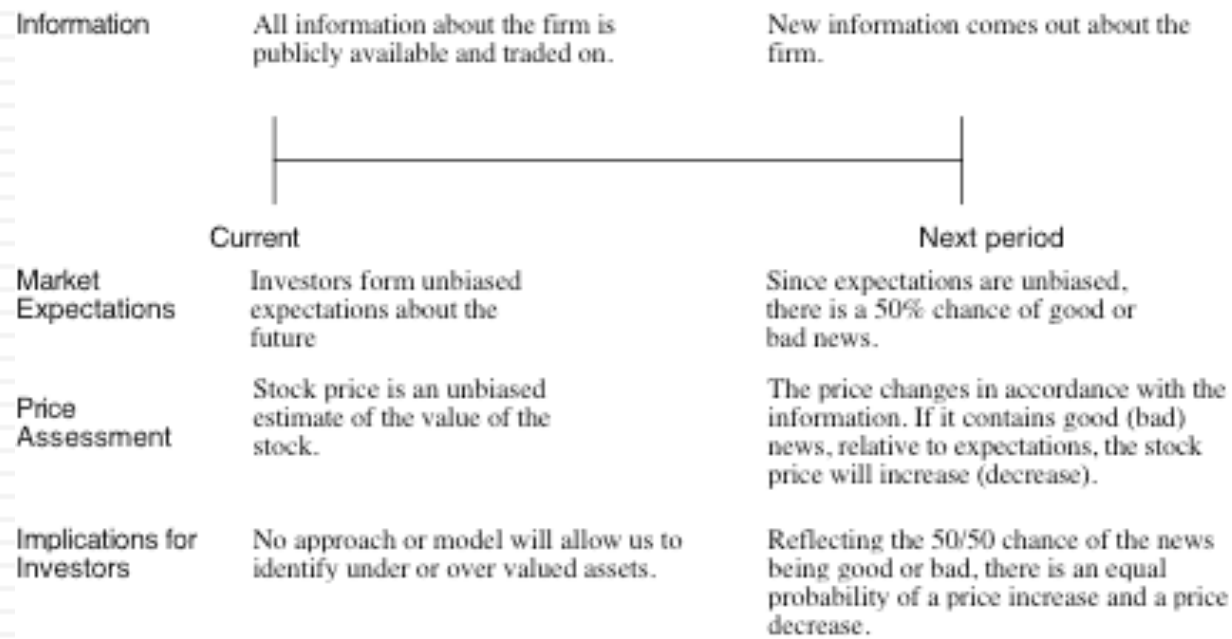 Information
All information about the firm is
publicly available and traded on.
New information comes out about the
firm.
Current
Next period
Market
Expectations
Investors form unbiased
expectations about the
future
Since expectations are unbiased,
there is a 50% chance of good or
bad news.
Price
Assessment
Stock price is an unbiased
estimate of the value of the
stock.
The price changes in accordance with the
information. If it contains good (bad)
news, relative to expectations, the stock
price will increase (decrease).
Implications for
Investors
No approach or model will allow us to
identify under or over valued assets.
Reflecting the 50/50 chance of the news
being good or bad, there is an equal
probability of a price increase and a price
decrease.